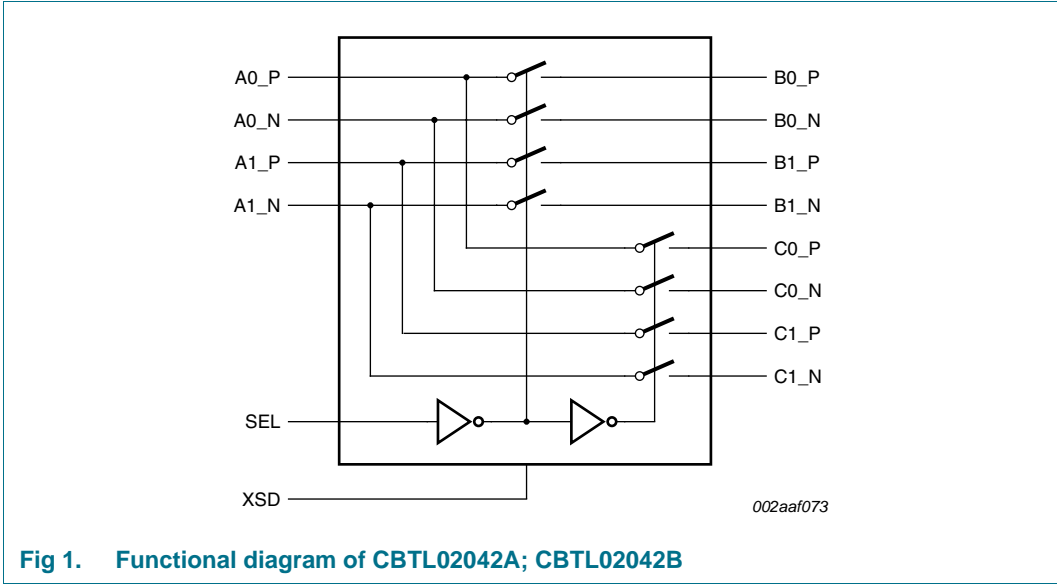 A0_P
B0_P
A0_N
B0_N
A1_P
B1_P
A1_N
B1_N
C0_P
C0_N
C1_P
C1_N
SEL
XSD
002aaf073
Fig 1. Functional diagram of CBTL02042A; CBTL02042B